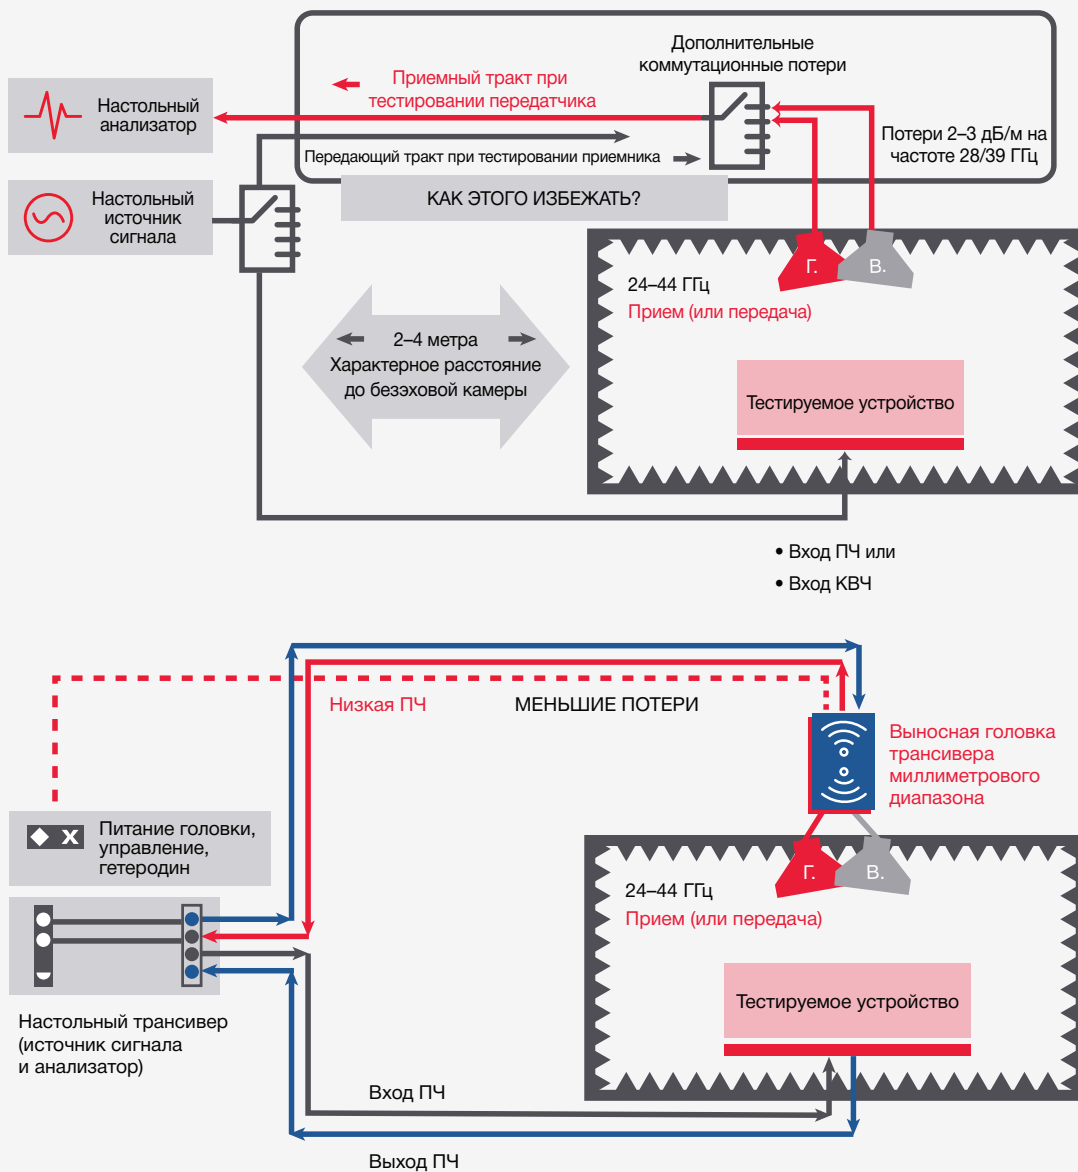 Дополнительные
коммутационные потери
Приемный тракт при
тестировании передатчика
Настольный
анализатор
Потери 2–3 дБ/м на
частоте 28/39 ГГц
Передающий тракт при тестировании приемника
КАК ЭТОГО ИЗБЕЖАТЬ?
Настольный
источник
сигнала
Г.
В.
24–44 ГГц
Прием (или передача)
2–4 метра
Характерное расстояние
до безэховой камеры
Тестируемое устройство
• Вход ПЧ или
• Вход КВЧ
Низкая ПЧ
МЕНЬШИЕ ПОТЕРИ
Выносная головка
трансивера
миллиметрового
диапазона
Питание головки,
управление,
гетеродин
Г.
В.
24–44 ГГц
Прием (или передача)
Тестируемое устройство
Настольный трансивер
(источник сигнала
и анализатор)
Вход ПЧ
Выход ПЧ